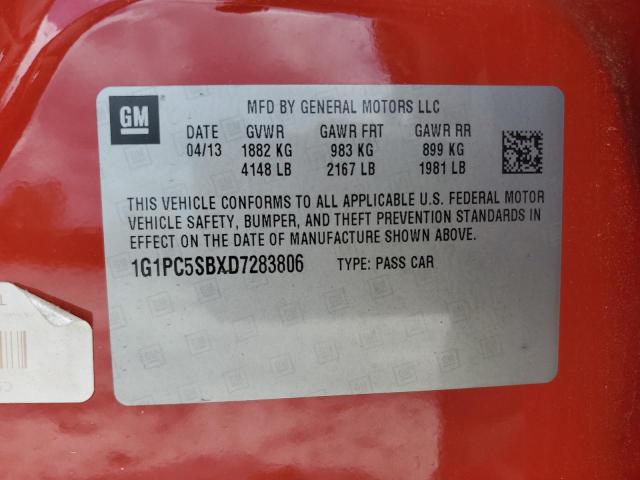 GM
MFD BY GENERAL MOTORS LLC
DATE GVWR GAWR FRT GAWR RR
04/13 1882 KG 983 KG 899 KG
4148 LB 2167 LB 1981 LB
THIS VEHICLE CONFORMS TO ALL APPLICABLE U.S. FEDERAL MOTOR
VEHICLE SAFETY, BUMPER, AND THEFT PREVENTION STANDARDS IN
EFFECT ON THE DATE OF MANUFACTURE SHOWN ABOVE.
1G1PC5SBXD7283806 TYPE: PASS CAR